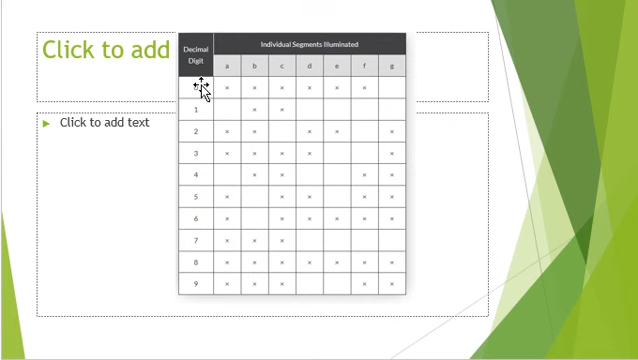 Click to add
Decimal Digit Individual Segments Illuminated
a b c d e f g
× × × × × ×
1 × ×
2 × × × × ×
3 × × × × ×
4 × × × ×
5 × × × × ×
6 × × × × × ×
7 × × ×
8 × × × × × × ×
9 × × × × ×
Click to add text